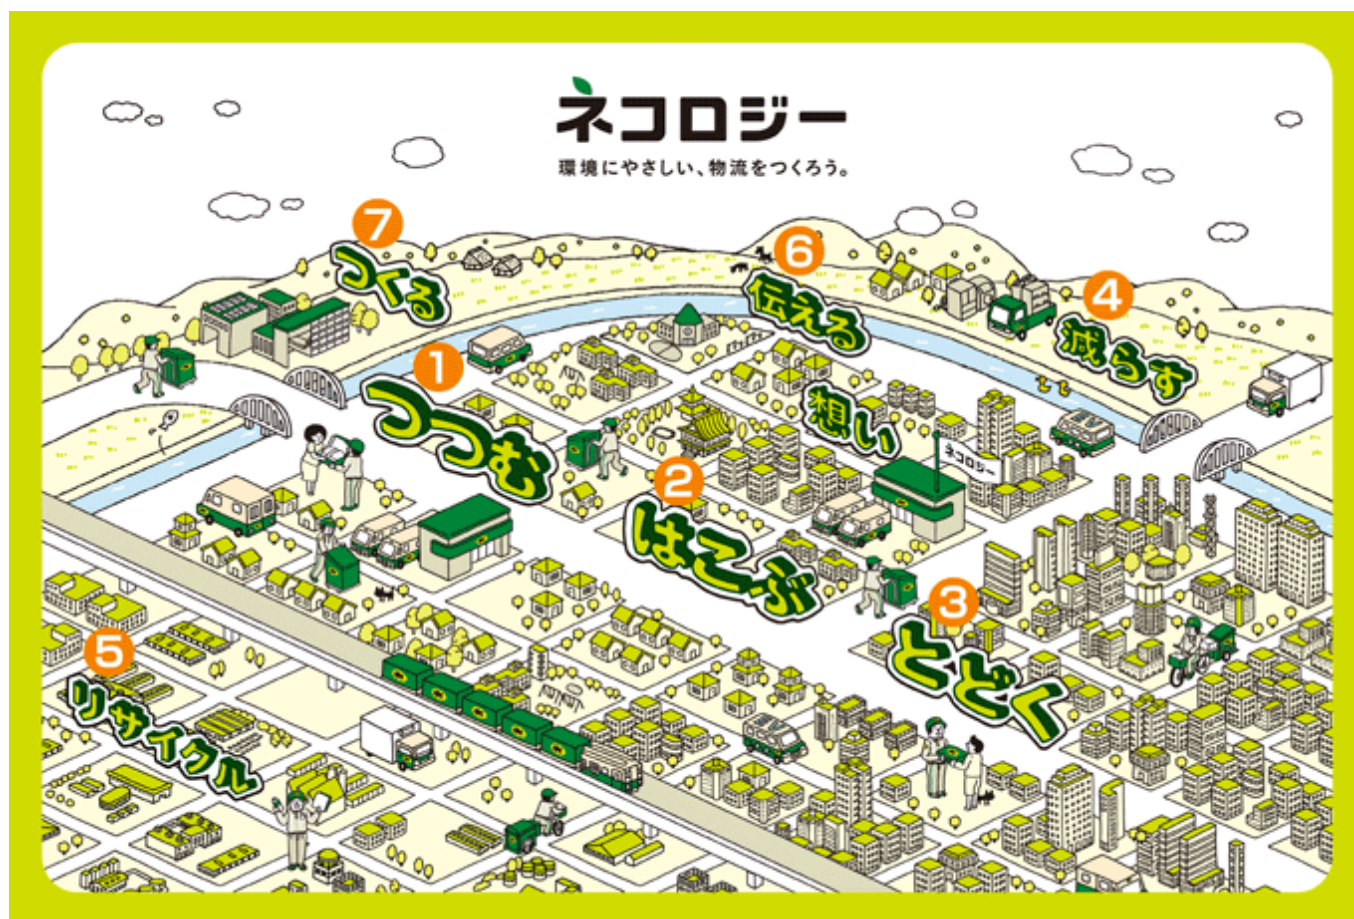 ネコロジー
環境にやさしい、物流をつくろう。
7
つくる
6
伝える
4
減らす
1
つつむ
想い
ネコロジー
2
はこぶ
3
とどく
5
リサイクル